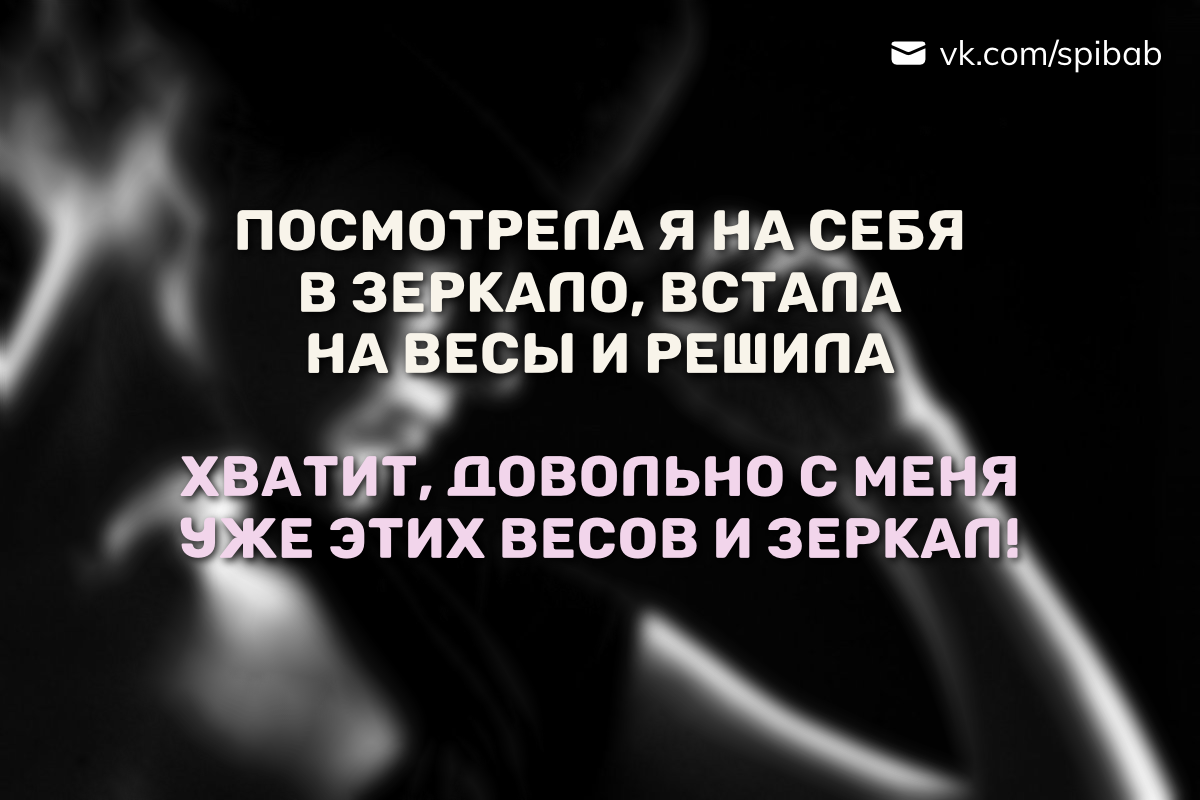 vk.com/spibab
ПОСМОТРЕЛА Я НА СЕБЯ
В ЗЕРКАЛО, ВСТАЛА
НА ВЕСЫ И РЕШИЛА
ХВАТИТ, ДОВОЛЬНО С МЕНЯ
УЖЕ ЭТИХ ВЕСОВ И ЗЕРКАЛ!